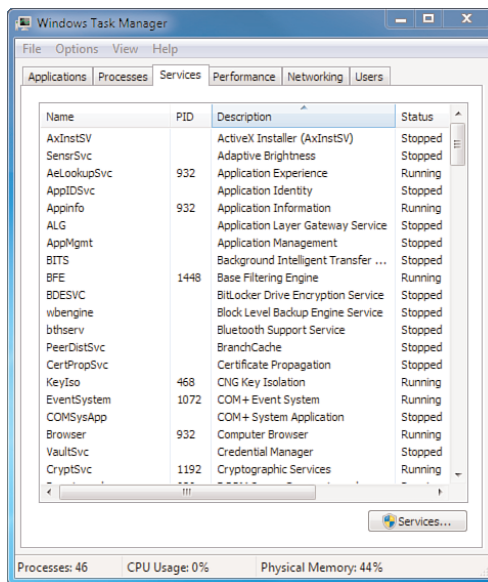 Windows Task Manager
File Options View Help
Applications Processes Services Performance Networking Users
Name PID Description Status
AxInstSV ActiveX Installer (AxInstSV) Stopped
SensrSvc Adaptive Brightness Stopped
AeLookupSvc 932 Application Experience Running
AppIDSvc Application Identity Stopped
Appinfo 932 Application Information Running
ALG Application Layer Gateway Service Stopped
AppMgmt Application Management Stopped
BITS Background Intelligent Transfer ... Stopped
BFE 1448 Base Filtering Engine Running
BDESVC BitLocker Drive Encryption Service Stopped
wbengine Block Level Backup Engine Service Stopped
bthserv Bluetooth Support Service Stopped
PeerDistSvc BranchCache Stopped
CertPropSvc Certificate Propagation Stopped
KeyIso 468 CNG Key Isolation Running
EventSystem 1072 COM+ Event System Running
COMSysApp COM+ System Application Stopped
Browser 932 Computer Browser Running
VaultSvc Credential Manager Stopped
CryptSvc 1192 Cryptographic Services Running
Services...
Processes: 46 CPU Usage: 0% Physical Memory: 44%